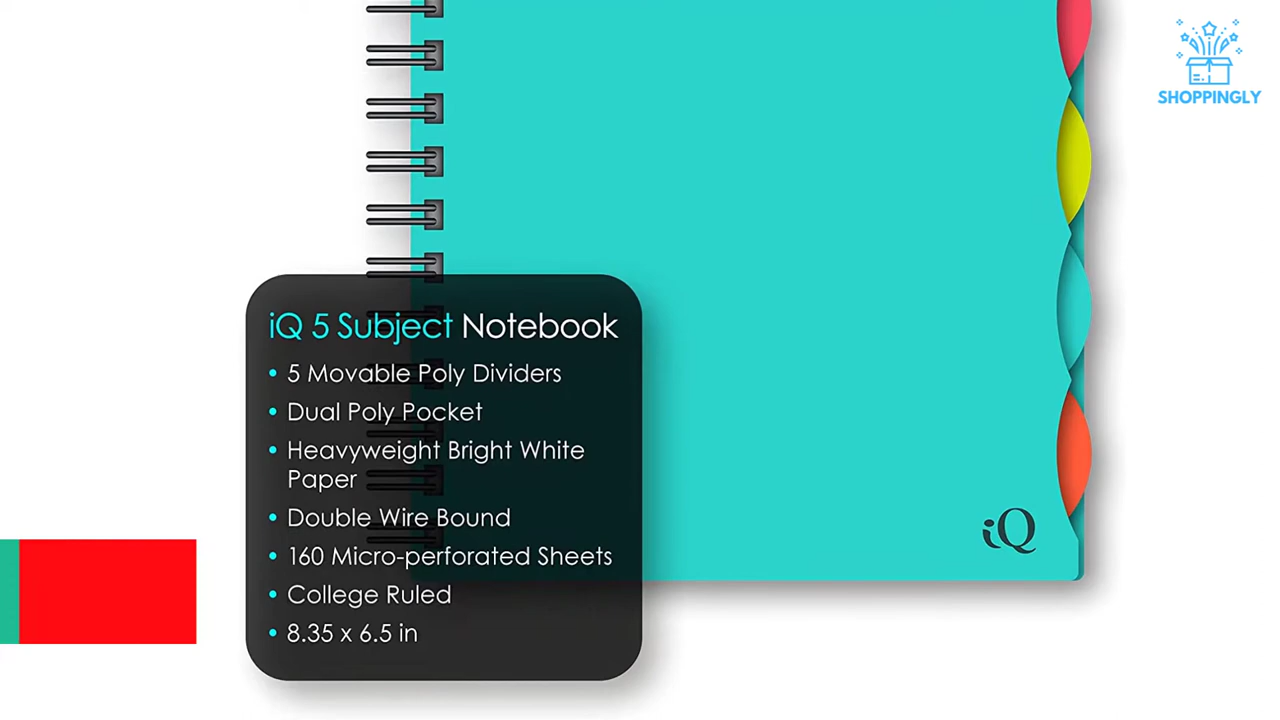 SHOPPINGLY
iQ 5 Subject Notebook
• 5 Movable Poly Dividers
• Dual Poly Pocket
• Heavyweight Bright White
Paper
• Double Wire Bound
• 160 Micro-perforated Sheets
• College Ruled
• 8.35 x 6.5 in
iQ